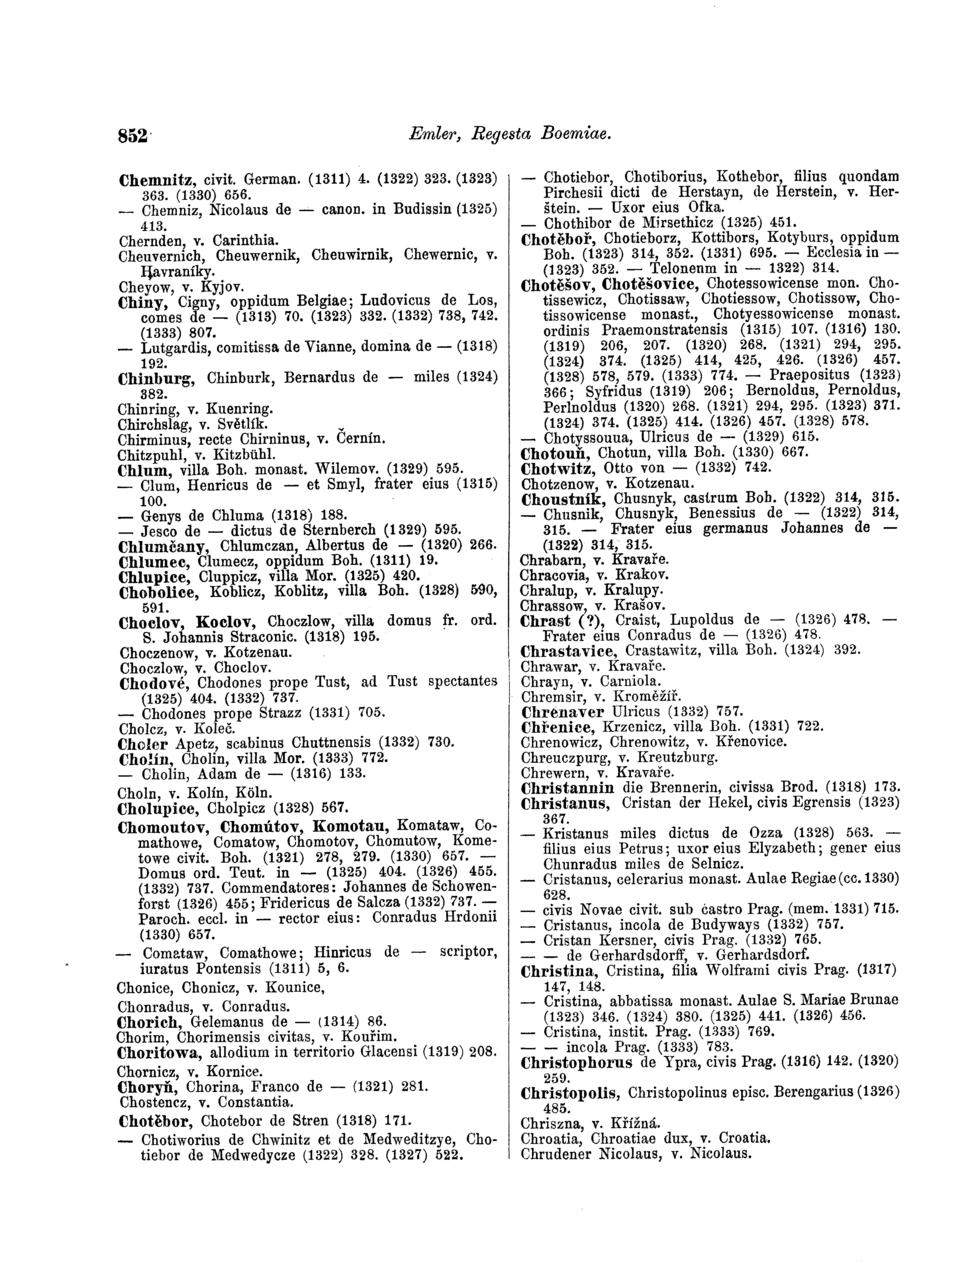 852
Emler, Regesta Boemiae.
Chemnitz, civit. German. (1311) 4. (1322) 323. (1323)
363. (1330) 656.
— Chemniz, Nicolaus de — canon. in Budissin (1325)
413.
Chernden, v. Carinthia.
Cheuvernich, Cheuwernik, Cheuwirnik, Chewernic, v.
Havraníky.
Cheyow, v. Kyjov.
Chiny, Cigny, oppidum Belgiae; Ludovicus de Los,
comes de — (1313) 70. (1323) 332. (1332) 738, 742.
(1333) 807.
— Lutgardis, comitissa de Vianne, domina de — (1318)
192.
Chinburg, Chinburk, Bernardus de — miles (1324)
382.
Chinring, v. Kuenring.
Chirchslag, v. Světlík.
Chirminus, recte Chirninus, v. Černín.
Chitzpuhl, v. Kitzbühl.
Chlum, villa Boh. monast. Wilemov. (1329) 595.
— Clum, Henricus de — et Smyl, frater eius (1315)
100.
— Genys de Chluma (1318) 188.
— Jesco de — dictus de Sternberch (1329) 595.
Chlumčany, Chlumczan, Albertus de — (1320) 266.
Chlumec, Clumecz, oppidum Boh. (1311) 19.
Chlupice, Cluppicz, villa Mor. (1325) 420.
Chobolice, Koblicz, Koblitz, villa Boh. (1328) 590,
591.
Choclov, Koclov, Choczlow, villa domus fr. ord.
S. Johannis Straconic. (1318) 195.
Choczenow, v. Kotzenau.
Choczlow, v. Choclov.
Chodové, Chodones prope Tust, ad Tust spectantes
(1325) 404. (1332) 737.
— Chodones prope Strazz (1331) 705.
Cholcz, v. Koleč.
Choler Apetz, scabinus Chuttnensis (1332) 730.
Cholín, Cholin, villa Mor. (1333) 772.
— Cholin, Adam de — (1316) 133.
Choln, v. Kolín, Köln.
Cholupice, Cholpicz (1328) 567.
Chomoutov, Chomútov, Komotau, Komataw, Co-
mathowe, Comatow, Chomotov, Chomutow, Kome-
towe civit. Boh. (1321) 278, 279. (1330) 657. —
Domus ord. Teut. in — (1325) 404. (1326) 455.
(1332) 737. Commendatores: Johannes de Schowen-
forst (1326) 455; Fridericus de Salcza (1332) 737. —
Paroch. eccl. in — rector eius: Conradus Hrdonii
(1330) 657.
— Comataw, Comathowe; Hinricus de — scriptor,
iuratus Pontensis (1311) 5, 6.
Chonice, Chonicz, v. Kounice,
Chonradus, v. Conradus.
Chorich, Gelemanus de — (1314) 86.
Chorim, Chorimensis civitas, v. Kouřim.
Choritowa, allodium in territorio Glacensi (1319) 208.
Chornicz, v. Kornice.
Choryň, Chorina, Franco de — (1321) 281.
Chostencz, v. Constantia.
Chotěbor, Chotebor de Stren (1318) 171.
— Chotiworius de Chwinitz et de Medweditzye, Cho-
tiebor de Medwedycze (1322) 328. (1327) 522.
— Chotiebor, Chotiborius, Kothebor, filius quondam
Pirchesii dicti de Herstayn, de Herstein, v. Her-
štein. — Uxor eius Ofka.
— Chothibor de Mirsethicz (1325) 451.
Chotěboř, Chotieborz, Kottibors, Kotyburs, oppidum
Boh. (1323) 314, 352. (1331) 695. — Ecclesia in —
(1323) 352. — Telonenm in — 1322) 314.
Chotěšov, Chotěšovice, Chotessowicense mon. Cho-
tissewicz, Chotissaw, Chotiessow, Chotissow, Cho-
tissowicense monast., Chotyessowicense monast.
ordinis Praemonstratensis (1315) 107. (1316) 130.
(1319) 206, 207. (1320) 268. (1321) 294, 295.
(1324) 374. (1325) 414, 425, 426. (1326) 457.
(1328) 578, 579. (1333) 774. — Praepositus (1323)
366; Syfridus (1319) 206; Bernoldus, Pernoldus,
Perlnoldus (1320) 268. (1321) 294, 295. (1323) 371.
(1324) 374. (1325) 414. (1326) 457. (1328) 578.
— Chotyssouua, Ulricus de — (1329) 615.
Chotouň, Chotun, villa Boh. (1330) 667.
Chotwitz, Otto von — (1332) 742.
Chotzenow, v. Kotzenau.
Choustník, Chusnyk, castrum Boh. (1322) 314, 315.
— Chusnik, Chusnyk, Benessius de — (1322) 314,
315. — Frater eius germanus Johannes de —
(1322) 314, 315.
Chrabarn, v. Kravaře.
Chracovia, v. Krakov.
Chralup, v. Kralupy.
Chrassow, v. Krašov.
Chrast (?), Craist, Lupoldus de — (1326) 478. —
Frater eius Conradus de — (1326) 478.
Chrastavice, Crastawitz, villa Boh. (1324) 392.
Chrawar, v. Kravaře.
Chrayn, v. Carniola.
Chremsir, v. Kroměžíř.
Chrenaver Ulricus (1332) 757.
Chřenice, Krzenicz, villa Boh. (1331) 722.
Chrenowicz, Chrenowitz, v. Křenovice.
Chreuczpurg, v. Kreutzburg.
Chrewern, v. Kravaře.
Christannin die Brennerin, civissa Brod. (1318) 173.
Christanus, Cristan der Hekel, civis Egrensis (1323)
367.
— Kristanus miles dictus de Ozza (1328) 563. —
filius eius Petrus; uxor eius Elyzabeth; gener eius
Chunradus miles de Selnicz.
— Cristanus, celerarius monast. Aulae Regiae (cc. 1330)
628.
— civis Novae civit. sub castro Prag. (mem. 1331) 715.
— Cristanus, incola de Budyways (1332) 757.
— Cristan Kersner, civis Prag. (1332) 765.
— — de Gerhardsdorff, v. Gerhardsdorf.
Christina, Cristina, filia Wolframi civis Prag. (1317)
147, 148.
— Cristina, abbatissa monast. Aulae S. Mariae Brunae
(1323) 346. (1324) 380. (1325) 441. (1326) 456.
— Cristina, instit. Prag. (1333) 769.
— — incola Prag. (1333) 783.
Christophorus de Ypra, civis Prag. (1316) 142. (1320)
259.
Christopolis, Christopolinus episc. Berengarius (1326)
485.
Chriszna, v. Křížná.
Chroatia, Chroatiae dux, v. Croatia.
Chrudener Nicolaus, v. Nicolaus.